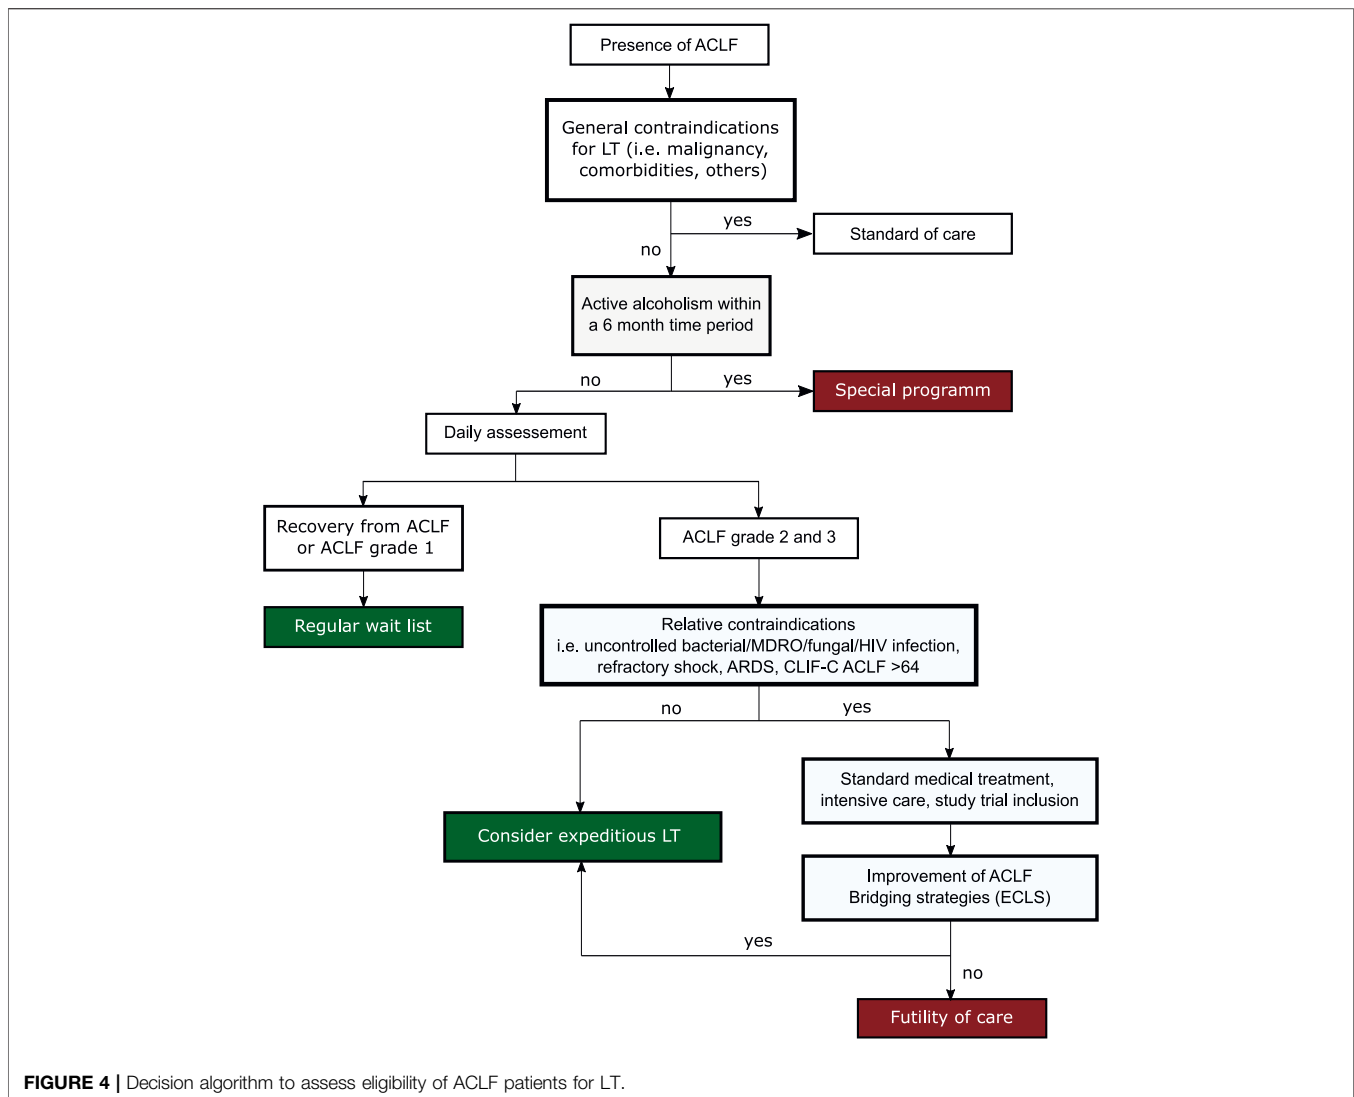 Presence of ACLF
General contraindications
for LT (i.e. malignancy,
comorbidities, others)
yes
Standard of care
no
Active alcoholism within
a 6 month time period
no
yes
Special programm
Daily assessement
Recovery from ACLF
or ACLF grade 1
ACLF grade 2 and 3
Regular wait list
Relative contraindications
i.e. uncontrolled bacterial/MDRO/fungal/HIV infection,
refractory shock, ARDS, CLIF-C ACLF >64
no
yes
Standard medical treatment,
intensive care, study trial inclusion
Consider expeditious LT
Improvement of ACLF
Bridging strategies (ECLS)
yes
no
Futility of care
FIGURE 4 | Decision algorithm to assess eligibility of ACLF patients for LT.